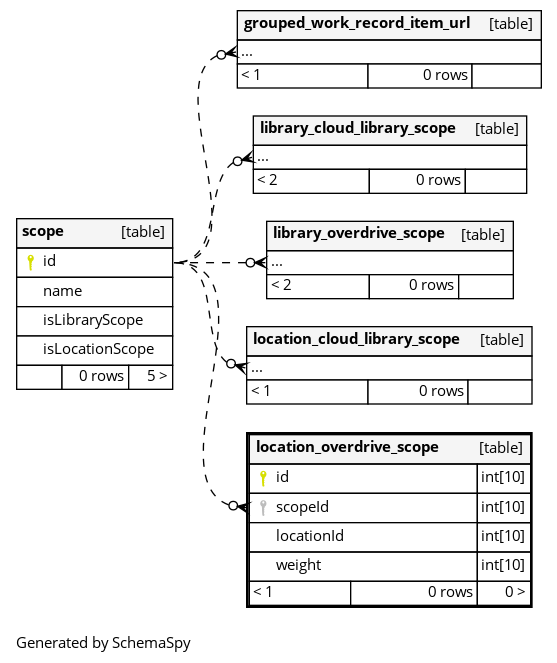 grouped_work_record_item_url [table]
...
< 1 0 rows
library_cloud_library_scope [table]
...
< 2 0 rows
library_overdrive_scope [table]
...
< 2 0 rows
scope [table]
id
name
isLibraryScope
isLocationScope
0 rows 5 >
location_cloud_library_scope [table]
...
< 1 0 rows
location_overdrive_scope [table]
id int[10]
scopeId int[10]
locationId int[10]
weight int[10]
< 1 0 rows 0 >
Generated by SchemaSpy